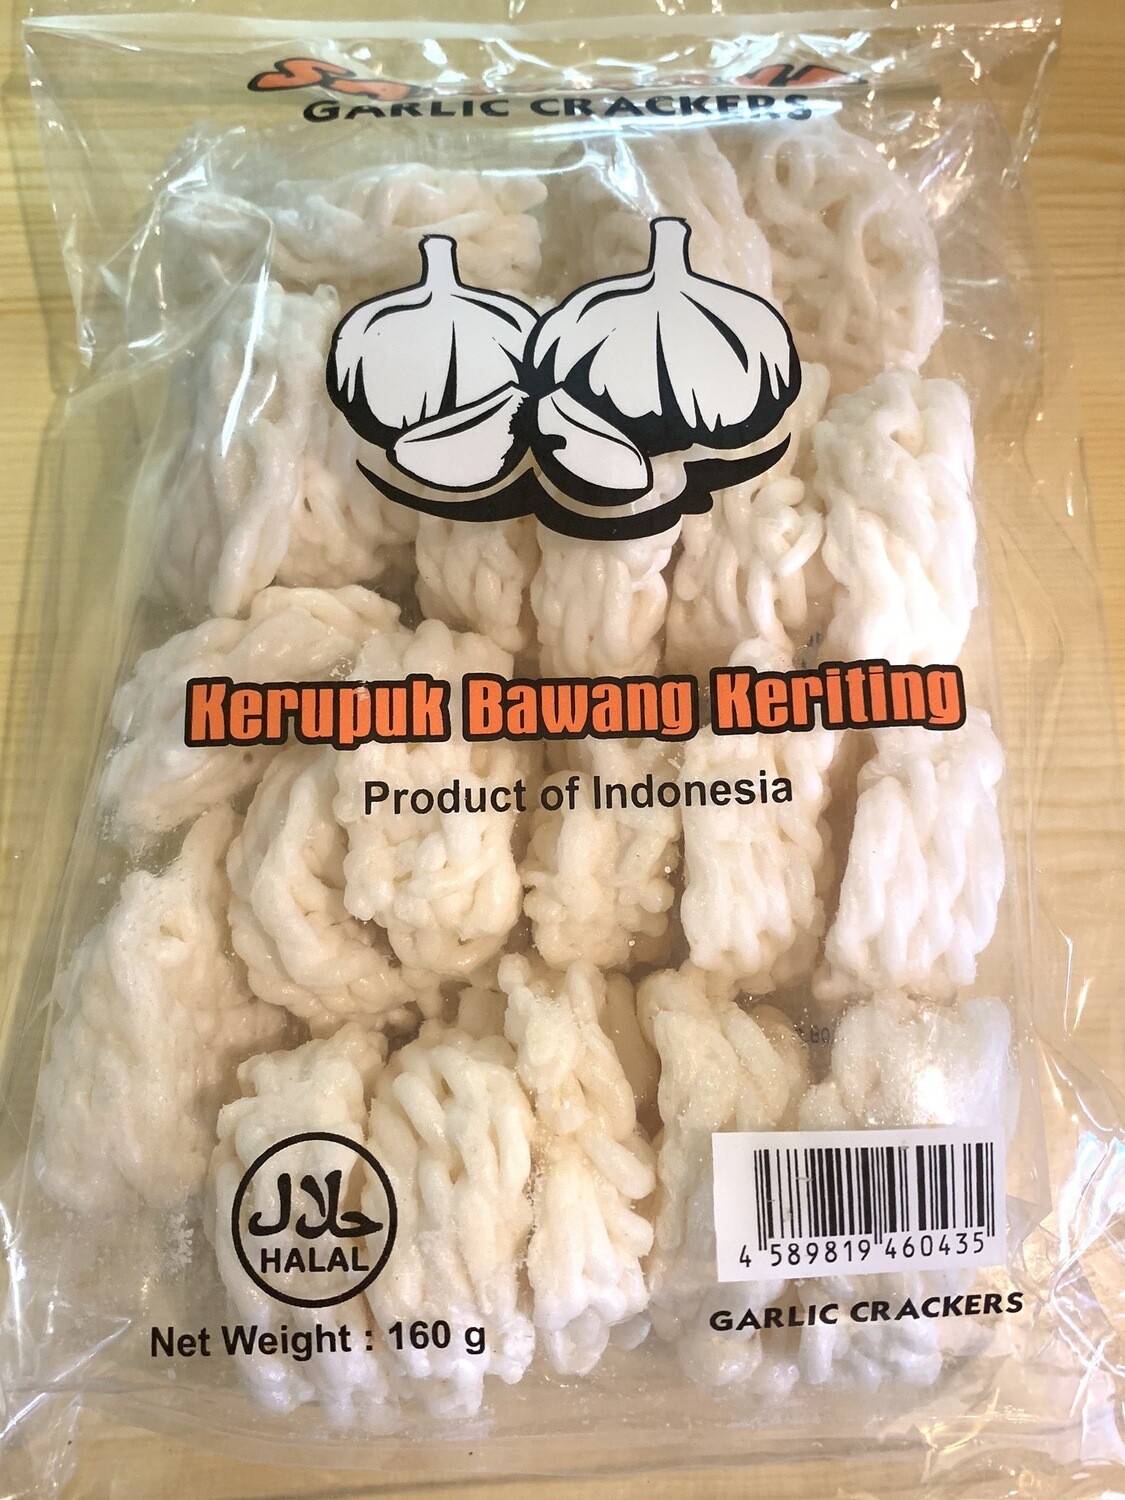 GARLIC CRACKERS
Kerupuk Bawang Keriting
Product of Indonesia
حلال
HALAL
4 589819 460435
GARLIC CRACKERS
Net Weight : 160 g